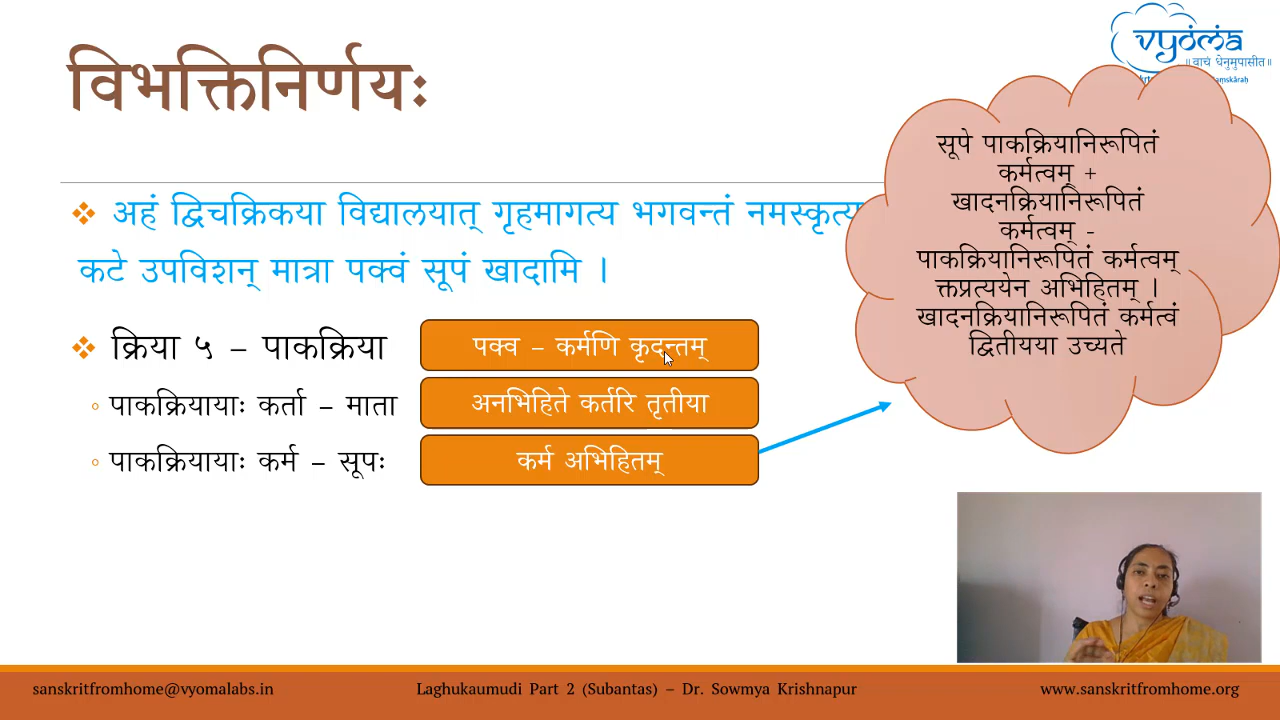 विभक्तिनिर्णयः
vyoma
॥वाचं धेनुमुपासीत॥
अहं द्विचक्रिकया विद्यालयात् गृहमागत्य भगवन्तं नमस्कृत्य
कटे उपविशन् मात्रा पक्वं सूपं खादामि ।
क्रिया ५ – पाकक्रिया
पक्व – कर्मणि कृदन्तम्
पाकक्रियायाः कर्ता – माता
अनभिहिते कर्तरि तृतीया
पाकक्रियायाः कर्म – सूपः
कर्म अभिहितम्
सूपे पाकक्रियानिरूपितं
कर्मत्वम् +
खादनक्रियानिरूपितं
कर्मत्वम् -
पाकक्रियानिरूपितं कर्मत्वम्
क्तप्रत्ययेन अभिहितम् ।
खादनक्रियानिरूपितं कर्मत्वं
द्वितीयया उच्यते
sanskritfromhome@vyomalabs.in
Laghukaumudi Part 2 (Subantas) – Dr. Sowmya Krishnapur
www.sanskritfromhome.org